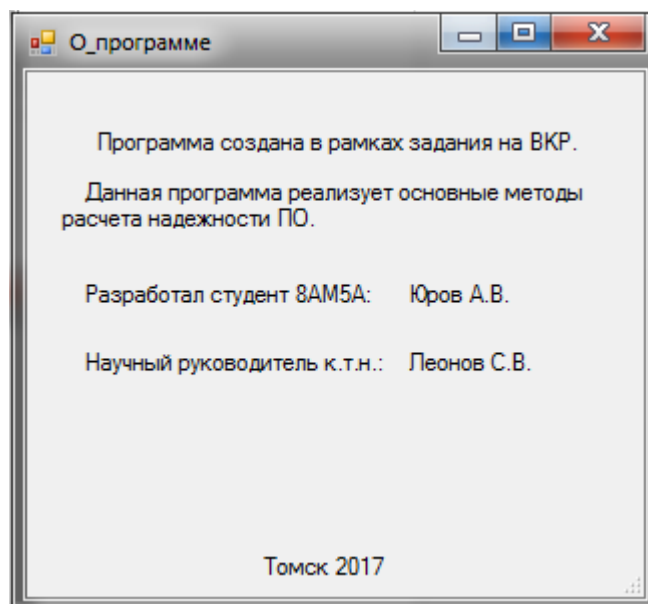 О_программе
Программа создана в рамках задания на ВКР.
Данная программа реализует основные методы
расчета надежности ПО.
Разработал студент 8АМ5А: Юров А.В.
Научный руководитель к.т.н.: Леонов С.В.
Томск 2017